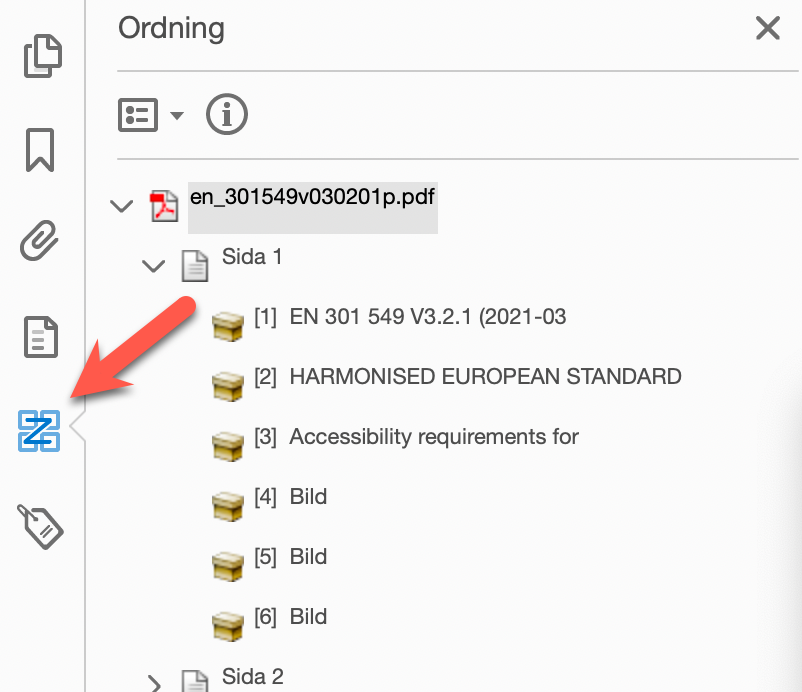 Ordning
en_301549v030201p.pdf
Sida 1
[1] EN 301 549 V3.2.1 (2021-03
[2] HARMONISED EUROPEAN STANDARD
[3] Accessibility requirements for
[4] Bild
[5] Bild
[6] Bild
Sida 2